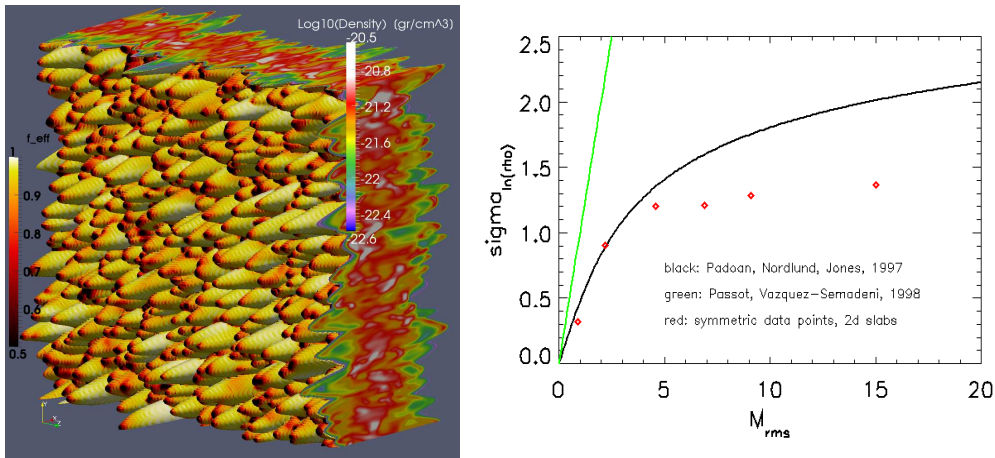 Log10(Density) [gr/cm^3]
-20.5
-20.8
-21.2
-21.6
-22
-22.4
-22.6
f_eff
1
0.9
0.8
0.7
0.6
0.5
Y
X
Z
2.5
2.0
1.5
1.0
0.5
0.0
sigma ln(rho)
black: Padoan, Nordlund, Jones, 1997
green: Passot, Vazquez-Semadeni, 1998
red: symmetric data points, 2d slabs
0 5 10 15 20
M rms